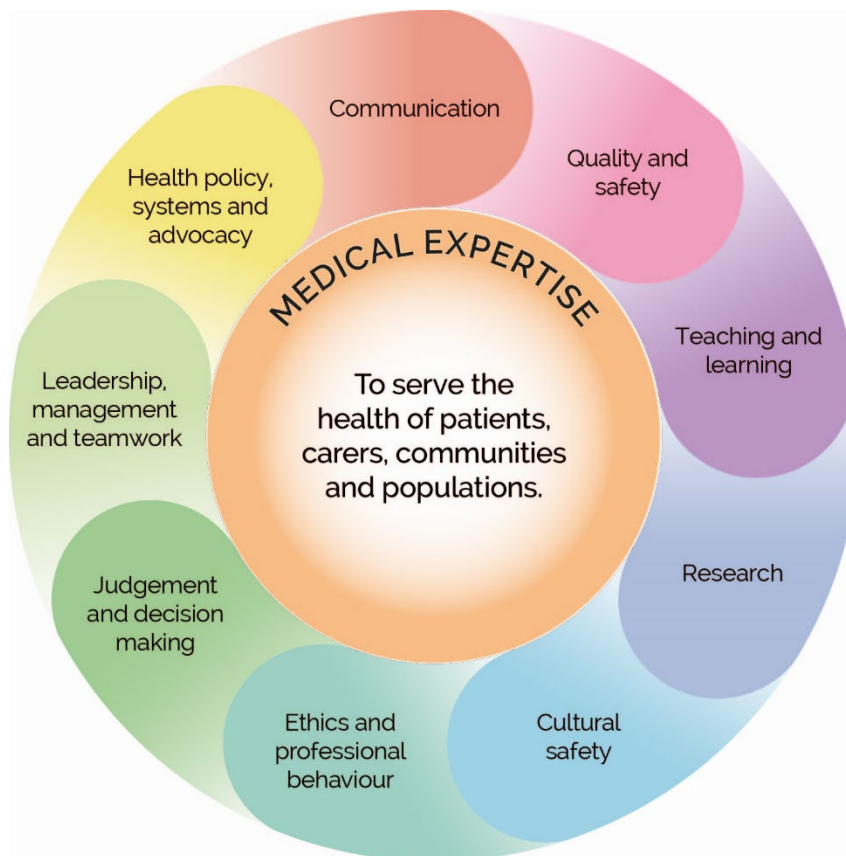 Communication
Quality and
safety
Teaching and
learning
Research
Cultural
safety
Ethics and
professional
behaviour
Judgement
and decision
making
Leadership,
management
and teamwork
Health policy,
systems and
advocacy
MEDICAL EXPERTISE
To serve the
health of patients,
carers, communities
and populations.